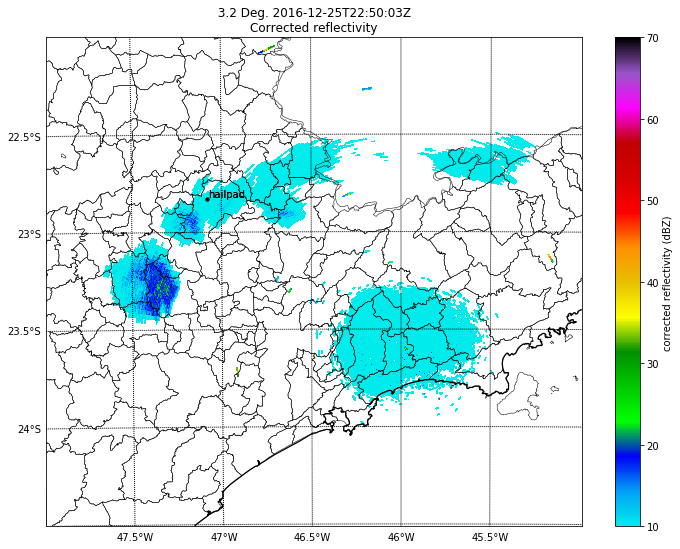 3.2 Deg. 2016-12-25T22:50:03Z
Corrected reflectivity
70
60
50
40
30
20
10
corrected reflectivity (dBZ)
22.5°S
23°S
23.5°S
24°S
hailpad
47.5°W
47°W
46.5°W
46°W
45.5°W